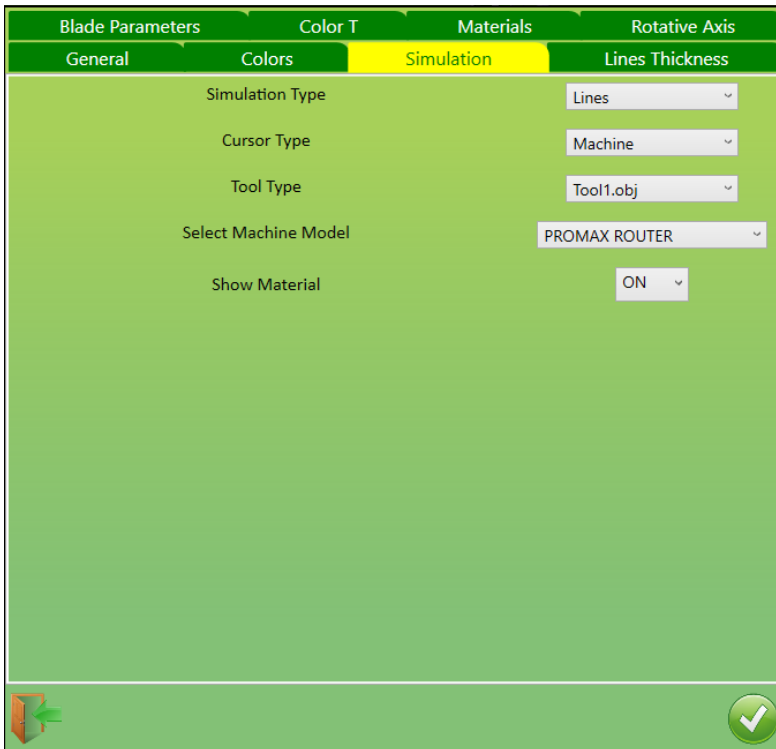 Blade Parameters Color T Materials Rotative Axis
General Colors Simulation Lines Thickness
Simulation Type Lines
Cursor Type Machine
Tool Type Tool1.obj
Select Machine Model PROMAX ROUTER
Show Material ON